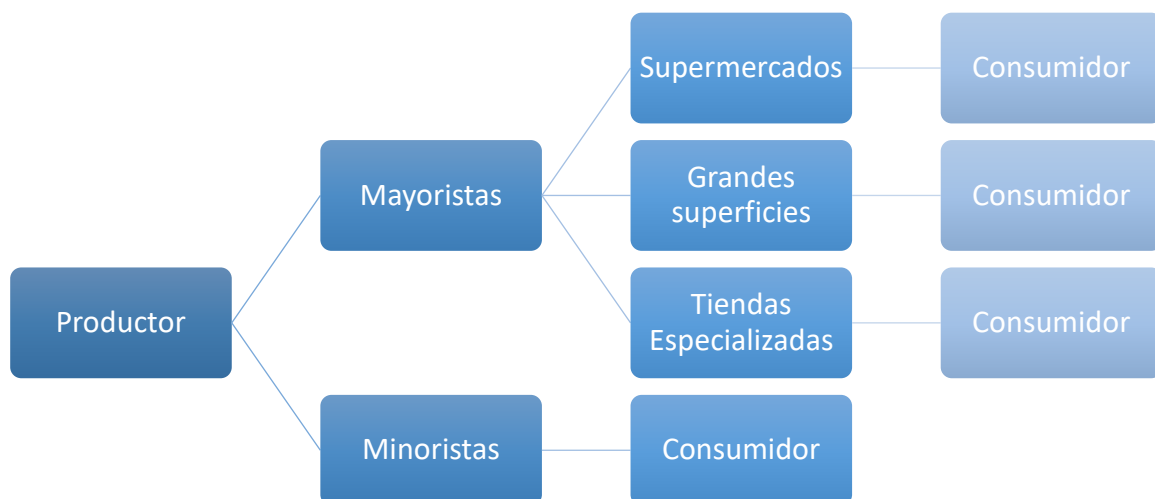 Supermercados
Consumidor
Mayoristas
Grandes
superficies
Consumidor
Productor
Tiendas
Especializadas
Consumidor
Minoristas
Consumidor